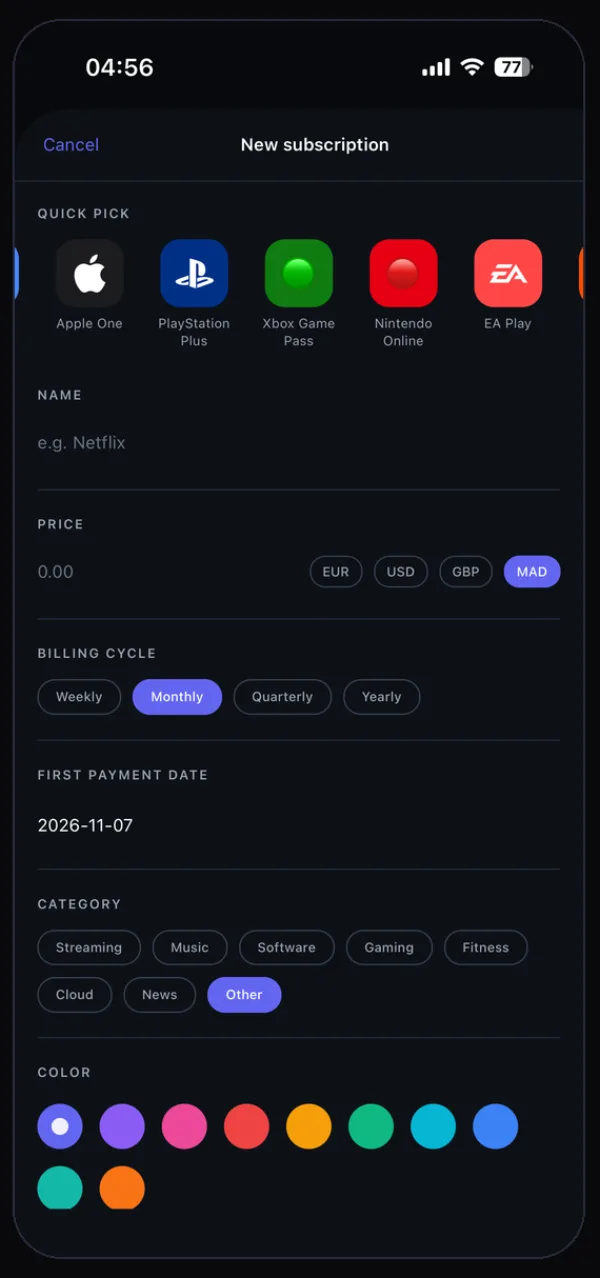 04:56
77
Cancel
New subscription
QUICK PICK
EA
Apple One
PlayStation
Plus
Xbox Game
Pass
Nintendo
Online
EA Play
NAME
e.g. Netflix
PRICE
0.00
EUR
USD
GBP
MAD
BILLING CYCLE
Weekly
Monthly
Quarterly
Yearly
FIRST PAYMENT DATE
2026-11-07
CATEGORY
Streaming
Music
Software
Gaming
Fitness
Cloud
News
Other
COLOR